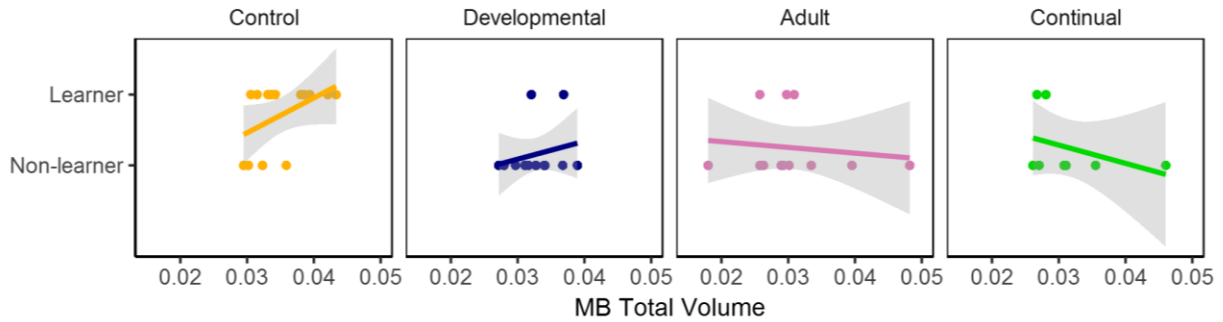 Control Developmental Adult Continual
Learner
Non-learner
0.02 0.03 0.04 0.05 0.02 0.03 0.04 0.05 0.02 0.03 0.04 0.05 0.02 0.03 0.04 0.05
MB Total Volume